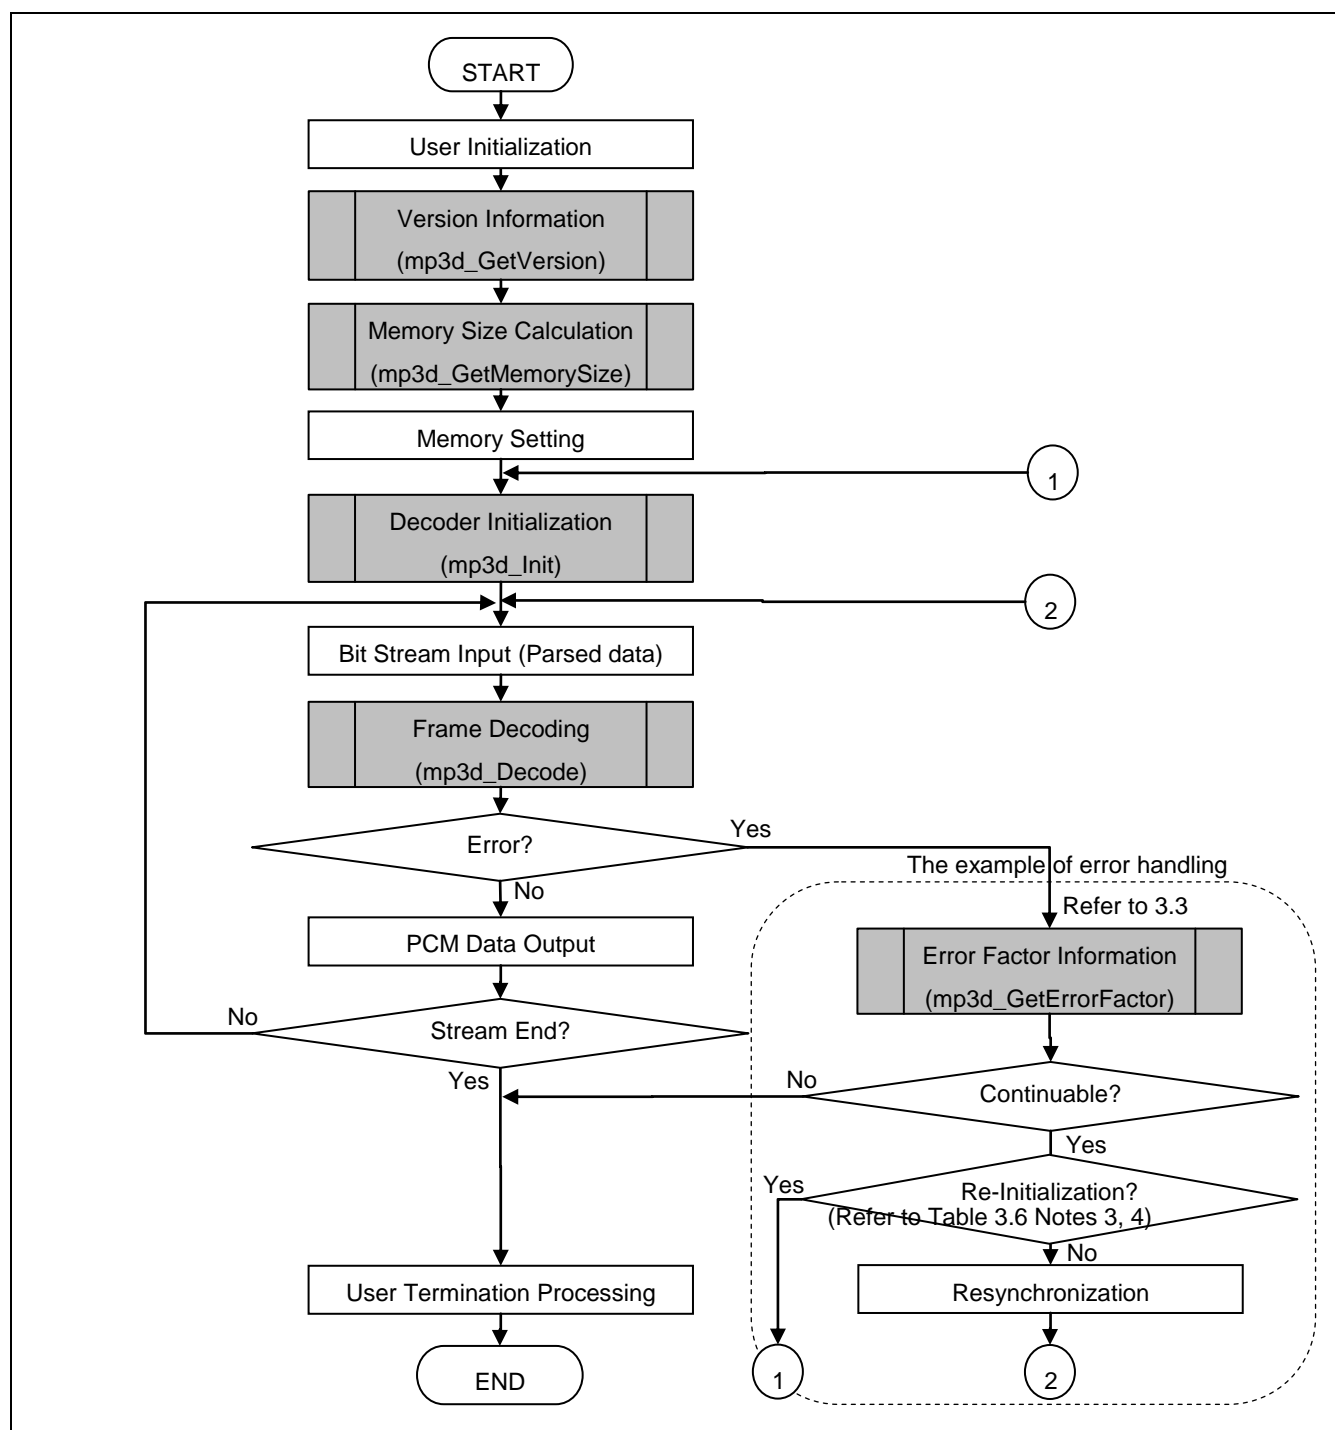 START
User Initialization
Version Information
(mp3d_GetVersion)
Memory Size Calculation
(mp3d_GetMemorySize)
Memory Setting
1
Decoder Initialization
(mp3d_Init)
2
Bit Stream Input (Parsed data)
Frame Decoding
(mp3d_Decode)
Error?
Yes
No
The example of error handling
Refer to 3.3
PCM Data Output
Error Factor Information
(mp3d_GetErrorFactor)
No
Stream End?
Yes
No
Continuable?
Yes
Yes
Re-Initialization?
(Refer to Table 3.6 Notes 3, 4)
No
User Termination Processing
Resynchronization
END
1
2